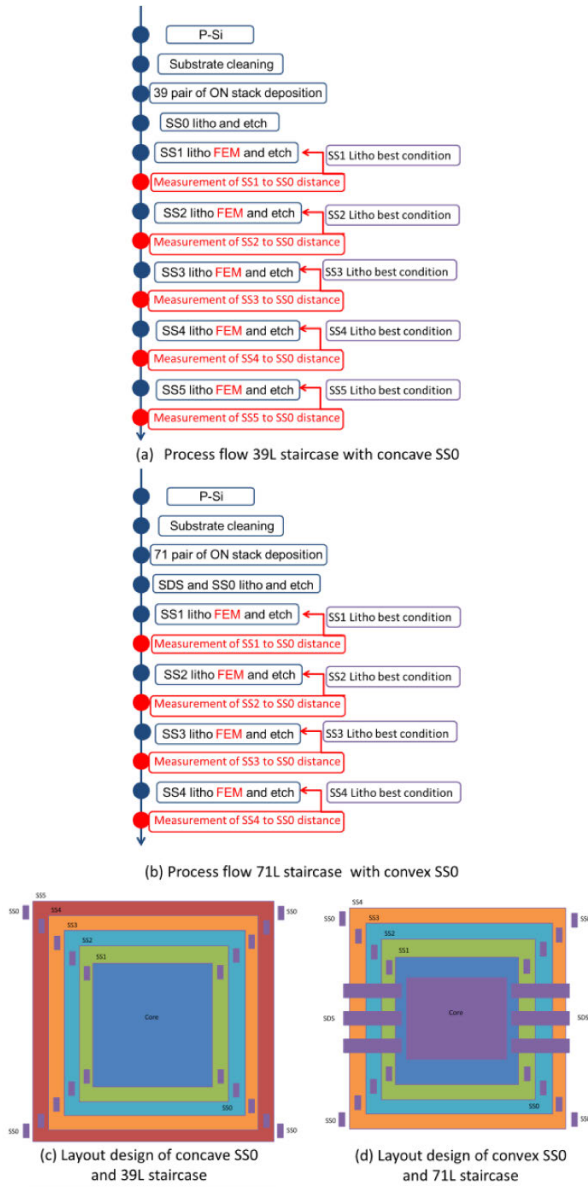 P-Si
Substrate cleaning
39 pair of ON stack deposition
SS0 litho and etch
SS1 litho FEM and etch
SS1 Litho best condition
Measurement of SS1 to SS0 distance
SS2 litho FEM and etch
SS2 Litho best condition
Measurement of SS2 to SS0 distance
SS3 litho FEM and etch
SS3 Litho best condition
Measurement of SS3 to SS0 distance
SS4 litho FEM and etch
SS4 Litho best condition
Measurement of SS4 to SS0 distance
SS5 litho FEM and etch
SS5 Litho best condition
Measurement of SS5 to SS0 distance
(a) Process flow 39L staircase with concave SS0
P-Si
Substrate cleaning
71 pair of ON stack deposition
SDS and SS0 litho and etch
SS1 litho FEM and etch
SS1 Litho best condition
Measurement of SS1 to SS0 distance
SS2 litho FEM and etch
SS2 Litho best condition
Measurement of SS2 to SS0 distance
SS3 litho FEM and etch
SS3 Litho best condition
Measurement of SS3 to SS0 distance
SS4 litho FEM and etch
SS4 Litho best condition
Measurement of SS4 to SS0 distance
(b) Process flow 71L staircase with convex SS0
SS5
SS0
SS4
SS0
SS3
SS2
SS1
Core
SS0
SS0
SS0
(c) Layout design of concave SS0
and 39L staircase
SS4
SS0
SS3
SS0
SS2
SS1
Core
SDS
SDS
SS0
SS0
SS0
(d) Layout design of convex SS0
and 71L staircase